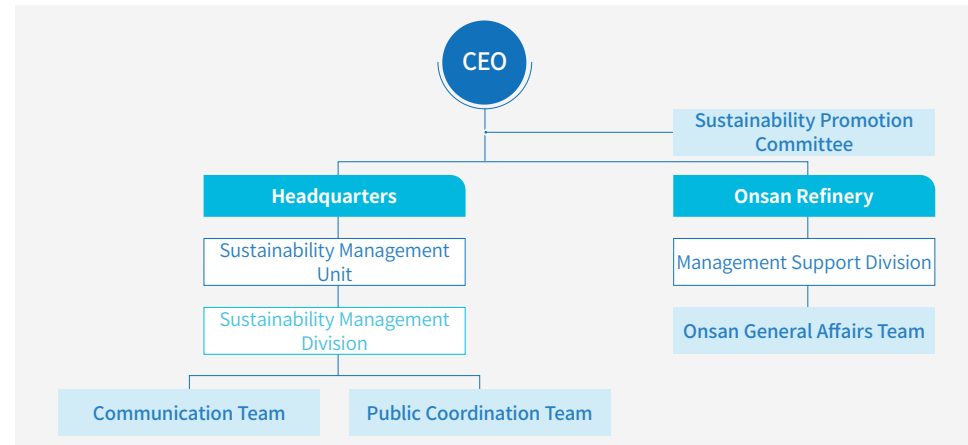 CEO
Sustainability Promotion
Committee
Headquarters
Onsan Refinery
Sustainability Management
Unit
Management Support Division
Sustainability Management
Division
Onsan General Affairs Team
Communication Team
Public Coordination Team